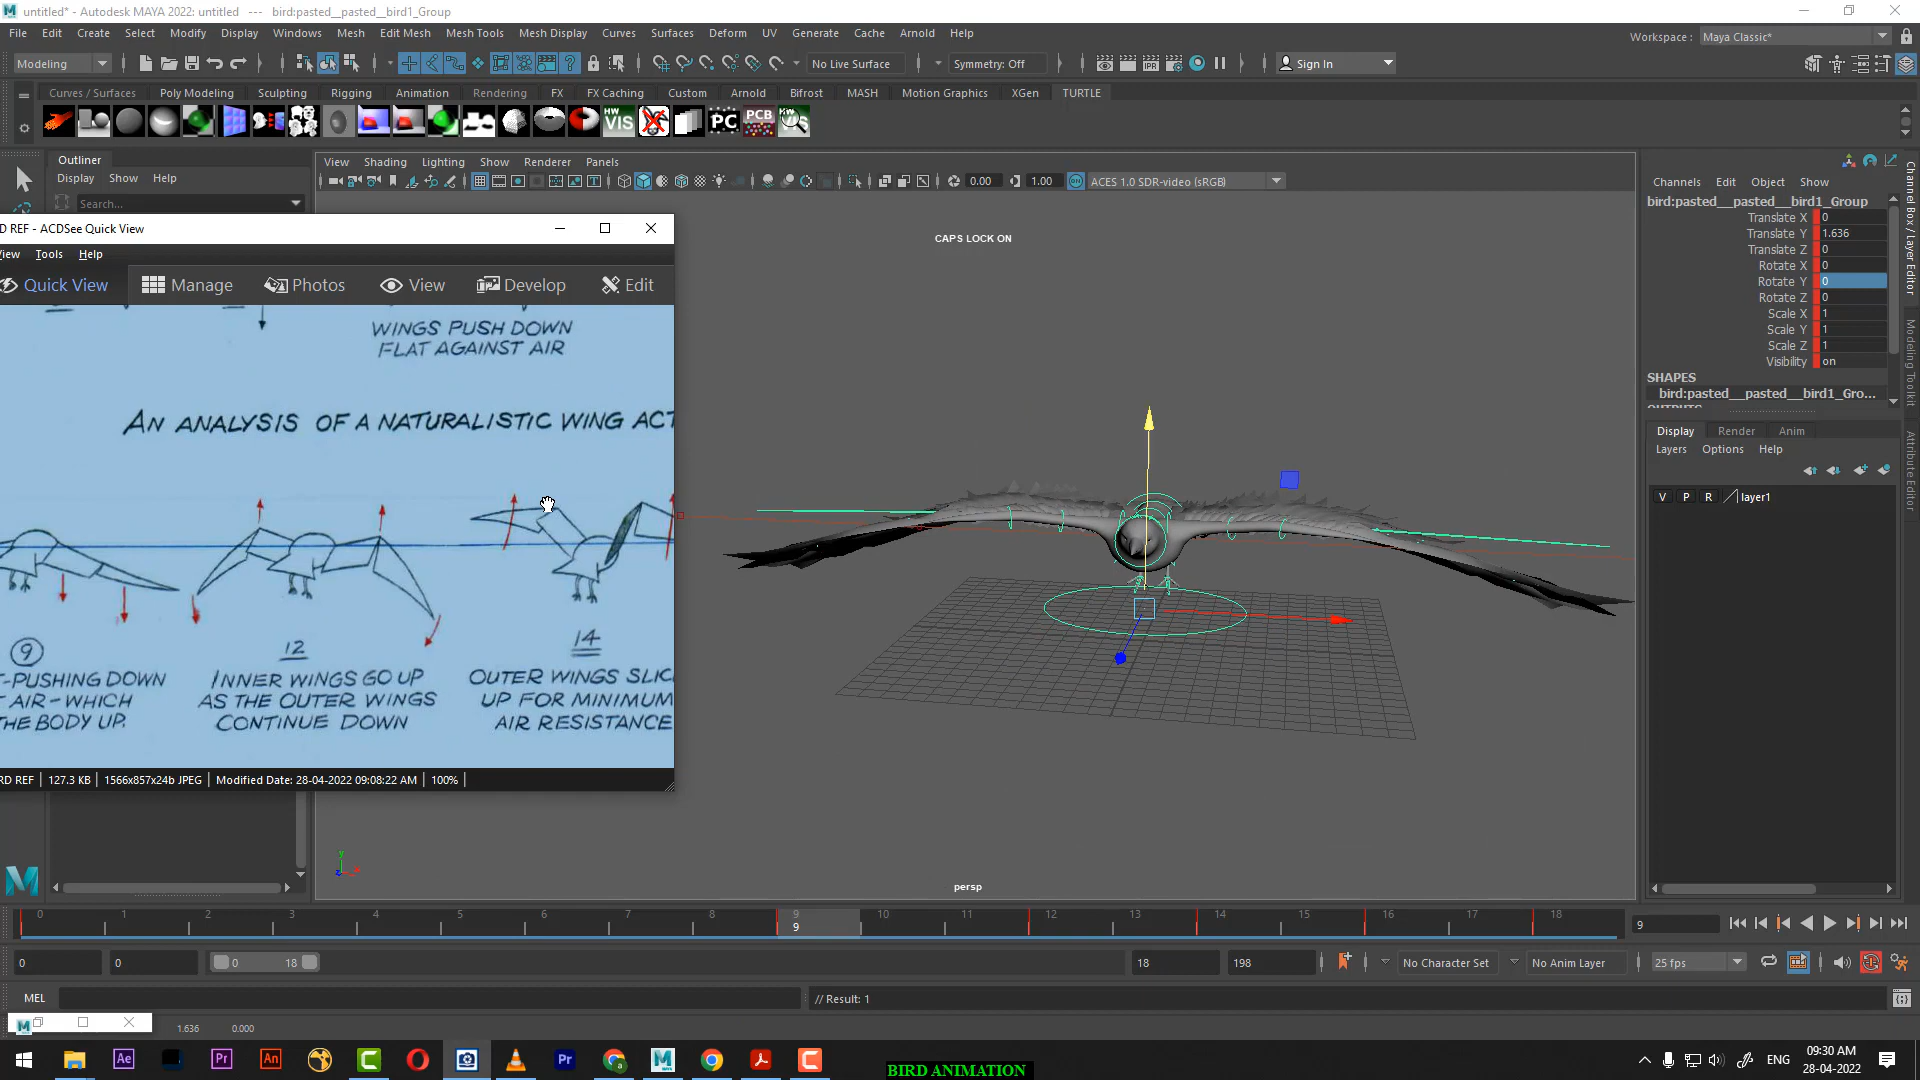 untitled* - Autodesk MAYA 2022: untitled --- bird:pasted__pasted__bird1_Group
File Edit Create Select Modify Display Windows Mesh Edit Mesh Mesh Tools Mesh Display Curves Surfaces Deform UV Generate Cache Arnold Help
Workspace : Maya Classic*
Modeling
No Live Surface
Symmetry: Off
Sign In
Curves / Surfaces Poly Modeling Sculpting Rigging Animation Rendering FX FX Caching Custom Arnold Bifrost MASH Motion Graphics XGen TURTLE
Outliner
Display Show Help
Search...
View Shading Lighting Show Renderer Panels
0.00
1.00
ACES 1.0 SDR-video (sRGB)
CAPS LOCK ON
persp
D REF - ACDSee Quick View
iew Tools Help
Quick View Manage Photos View Develop Edit
WINGS PUSH DOWN
FLAT AGAINST AIR
AN ANALYSIS OF A NATURALISTIC WING ACT
9
-PUSHING DOWN
AIR-WHICH
THE BODY UP.
12
INNER WINGS GO UP
AS THE OUTER WINGS
CONTINUE DOWN
14
OUTER WINGS SLIC
UP FOR MINIMUM
AIR RESISTANCE
RD REF | 127.3 KB | 1566x857x24b JPEG | Modified Date: 28-04-2022 09:08:22 AM | 100% |
Channels Edit Object Show
bird:pasted__pasted__bird1_Group
Translate X 0
Translate Y 1.636
Translate Z 0
Rotate X 0
Rotate Y 0
Rotate Z 0
Scale X 1
Scale Y 1
Scale Z 1
Visibility on
SHAPES
bird:pasted__pasted__bird1_Gro...
Display Render Anim
Layers Options Help
V P R layer1
Channel Box / Layer Editor
Modeling Toolkit
Attribute Editor
0 1 2 3 4 5 6 7 8 9 10 11 12 13 14 15 16 17 18
9
9
0 0 0 18 18 198
No Character Set
No Anim Layer
25 fps
MEL
// Result: 1
1.636 0.000
BIRD ANIMATION
ENG
09:30 AM
28-04-2022